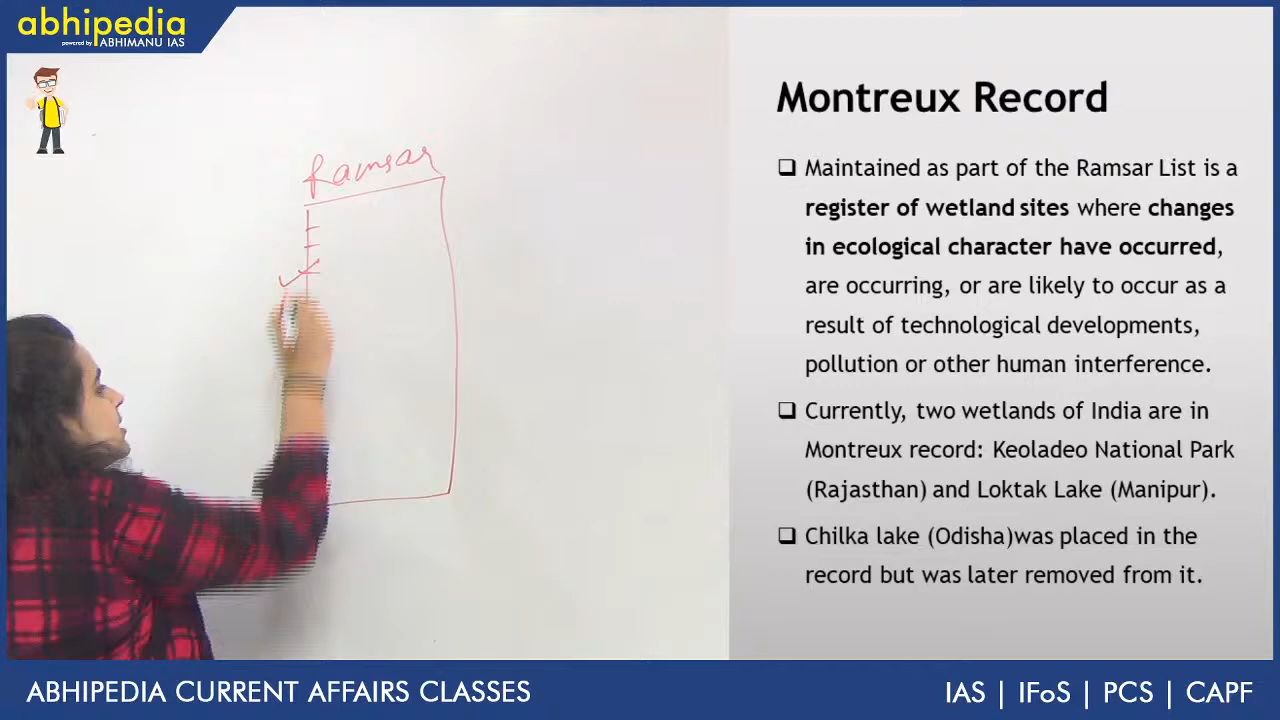 abhipedia
powered by ABHIMANU IAS
Ramsar
Montreux Record
Maintained as part of the Ramsar List is a
register of wetland sites where changes
in ecological character have occurred,
are occurring, or are likely to occur as a
result of technological developments,
pollution or other human interference.
Currently, two wetlands of India are in
Montreux record: Keoladeo National Park
(Rajasthan) and Loktak Lake (Manipur).
Chilka lake (Odisha)was placed in the
record but was later removed from it.
ABHIPEDIA CURRENT AFFAIRS CLASSES
IAS | IFoS | PCS | CAPF